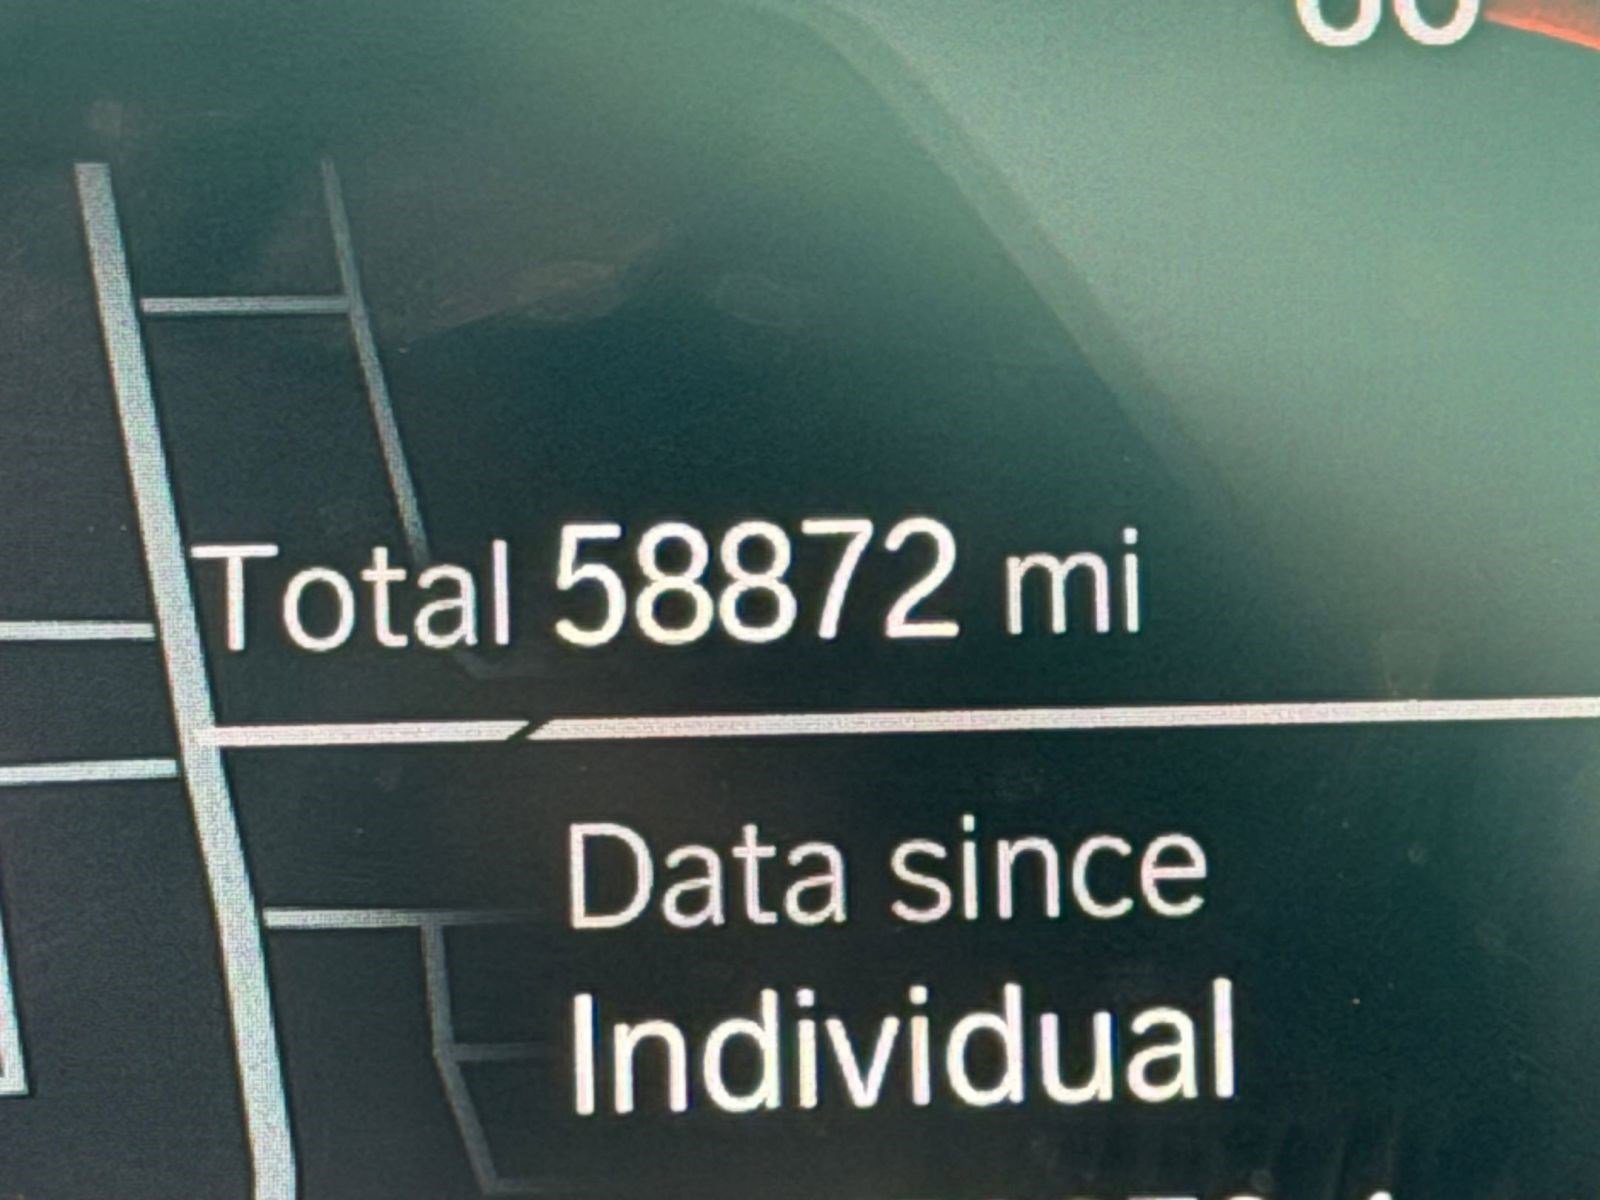 Total 58872 mi
Data since
Individual